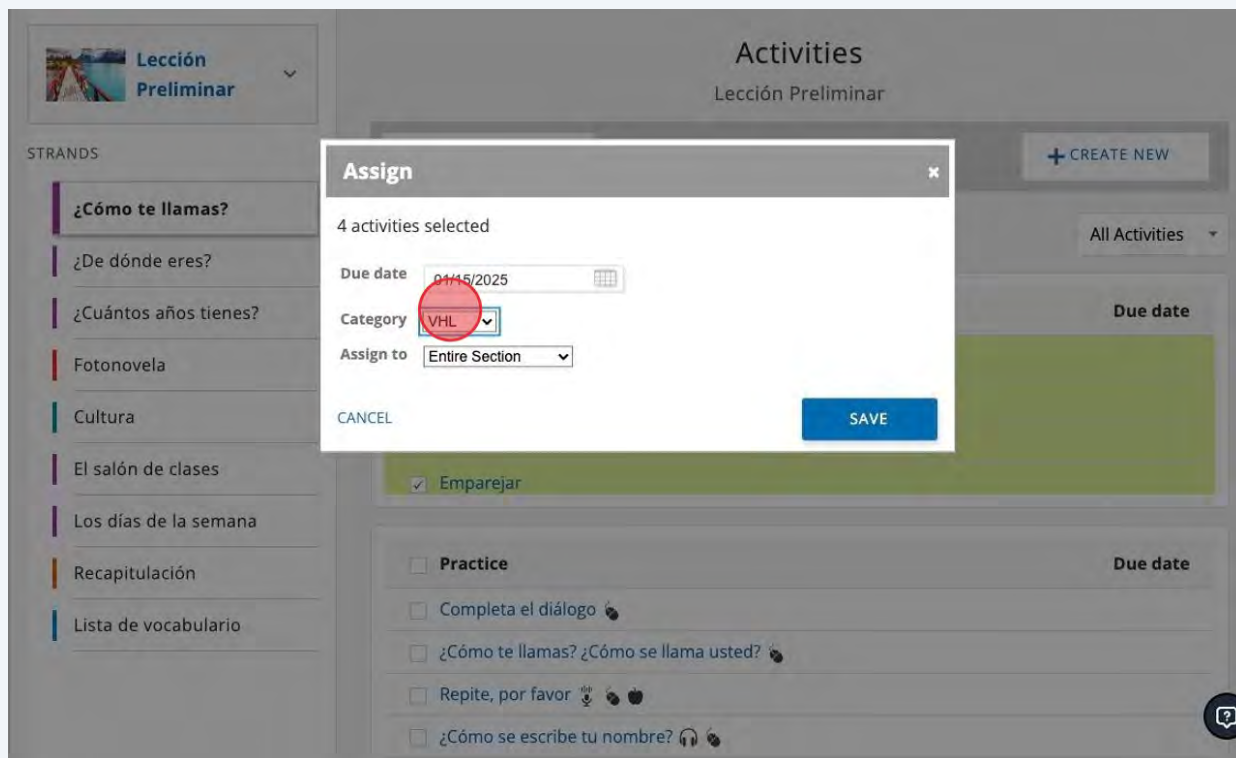 Lección
Preliminar
STRANDS
¿Cómo te llamas?
¿De dónde eres?
¿Cuántos años tienes?
Fotonovela
Cultura
El salón de clases
Los días de la semana
Recapitulación
Lista de vocabulario
Activities
Lección Preliminar
+ CREATE NEW
All Activities
Due date
Assign
4 activities selected
Due date 01/15/2025
Category VHL
Assign to Entire Section
CANCEL SAVE
Emparejar
Practice Due date
Completa el diálogo
¿Cómo te llamas? ¿Cómo se llama usted?
Repite, por favor
¿Cómo se escribe tu nombre?